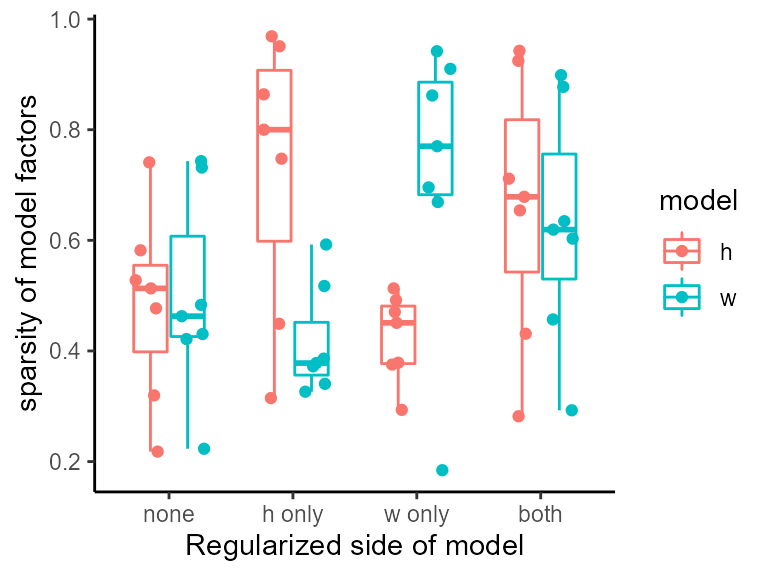 1.0
0.8
0.6
0.4
0.2
sparsity of model factors
none
h only
w only
both
Regularized side of model
model
h
w